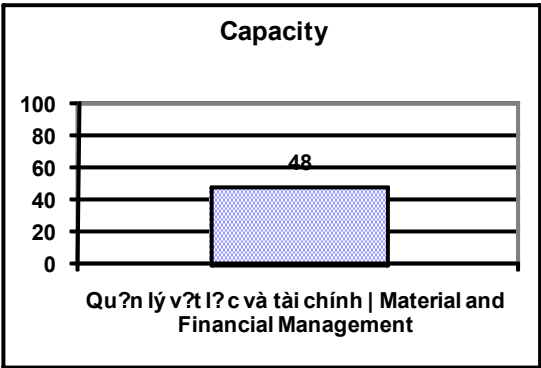 Capacity
100
80
60
40
20
0
48
Qu?n lý v?t l?c và tài chính | Material and
Financial Management